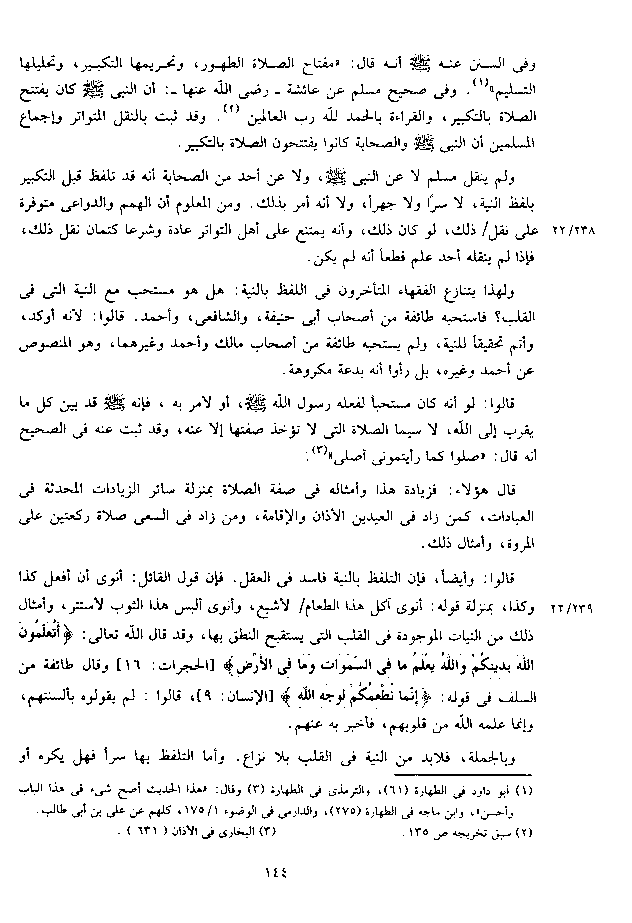 وفى السنن عنه ﷺ أنه قال: «مفتاح الصلاة الطهور، وتحريمها التكبير، وتحليلها
التسليم»(١). وفى صحيح مسلم عن عائشة ـ رضى الله عنها ـ: أن النبى ﷺ كان يفتتح
الصلاة بالتكبير، والقراءة بالحمد لله رب العالمين (٢). وقد ثبت بالنقل المتواتر وإجماع
المسلمين أن النبى ﷺ والصحابة كانوا يفتتحون الصلاة بالتكبير.
ولم ينقل مسلم لا عن النبى ﷺ، ولا عن أحد من الصحابة أنه قد تلفظ قبل التكبير
بلفظ النية، لا سرًا ولا جهراً، ولا أنه أمر بذلك. ومن المعلوم أن الهمم والدواعى متوفرة
٢٢/٢٣٨ على نقل/ ذلك، لو كان ذلك، وأنه يمتنع على أهل التواتر عادة وشرعا كتمان نقل ذلك،
فإذا لم ينقله أحد علم قطعاً أنه لم يكن.
ولهذا يتنازع الفقهاء المتأخرون فى اللفظ بالنية: هل هو مستحب مع النية التى فى
القلب؟ فاستحبه طائفة من أصحاب أبى حنيفة، والشافعى، وأحمد. قالوا: لأنه أوكد،
وأتم تحقيقاً للنية، ولم يستحبه طائفة من أصحاب مالك وأحمد وغيرهما، وهو المنصوص
عن أحمد وغيره، بل رأوا أنه بدعة مكروهة.
قالوا: لو أنه كان مستحباً لفعله رسول الله ﷺ، أو لامر به ، فإنه ﷺ قد بين كل ما
يقرب إلى الله، لا سيما الصلاة التى لا تؤخذ صفتها إلا عنه، وقد ثبت عنه فى الصحيح
أنه قال: «صلوا كما رأيتمونى أصلى»(٣):
قال هؤلاء: فزيادة هذا وأمثاله فى صفة الصلاة بمنزلة سائر الزيادات المحدثة فى
العبادات، كمن زاد فى العيدين الأذان والإقامة، ومن زاد فى السعى صلاة ركعتين على
المروة، وأمثال ذلك.
قالوا: وأيضاً، فإن التلفظ بالنية فاسد فى العقل. فإن قول القائل: أنوى أن أفعل كذا
٢٢/٢٣٩ وكذا، بمنزلة قوله: أنوى آكل هذا الطعام/ لأشبع، وأنوى ألبس هذا الثوب لأستتر، وأمثال
ذلك من النيات الموجودة فى القلب التى يستقبح النطق بها، وقد قال الله تعالى: ﴿أَتُعَلِّمُونَ
اللهَ بِدِينِكُمْ وَاللهُ يَعْلَمُ ما فِى السَّمَوَاتِ وَمَا فِى الأَرْضِ﴾ [الحجرات: ١٦] وقال طائفة من
السلف فى قوله: ﴿إِنَّمَا نُطْعِمُكُمْ لِوَجْهِ اللهِ ﴾ [الإنسان: ٩]، قالوا : لم يقولوه بألسنتهم،
وإنما علمه الله من قلوبهم، فأخبر به عنهم.
وبالجملة، فلابد من النية فى القلب بلا نزاع. وأما التلفظ بها سرأ فهل يكره أو
(١) أبو داود فى الطهارة (٦١)، والترمذى فى الطهارة (٣) وقال: «هذا الحديث أصح شىء فى هذا الباب
وأحسن»، وابن ماجه فى الطهارة (٢٧٥)، والدارمى فى الوضوء ١/ ١٧٥، كلهم عن على بن أبى طالب.
(٢) سبق تخريجه ص ١٣٥ . (٣) البخارى فى الأذان ( ٦٣١ ) .
١٤٤